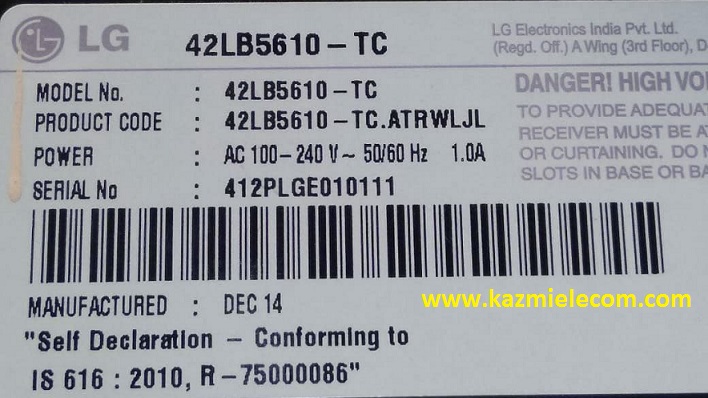 LG 42LB5610-TC
LG Electronics India Pvt. Ltd.
(Regd. Off.) A Wing (3rd Floor),
MODEL No. : 42LB5610-TC
PRODUCT CODE : 42LB5610-TC.ATRWLJL
POWER : AC 100-240 V~ 50/60 Hz 1.0A
SERIAL No : 412PLGE010111
DANGER! HIGH
TO PROVIDE
RECEIVER MUST BE
OR CURTAINING.
SLOTS IN BASE OR
MANUFACTURED : DEC 14
www.kazmielecom.com
"Self Declaration - Conforming to
IS 616 : 2010, R-75000086"